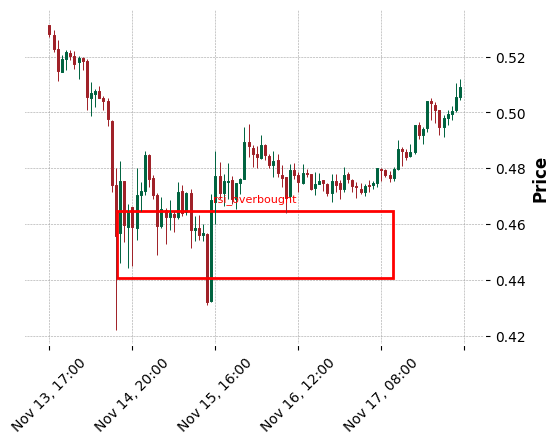 0.52
0.50
0.48
rsi_overbought
0.46
0.44
0.42
Price
Nov 13, 17:00
Nov 14, 20:00
Nov 15, 16:00
Nov 16, 12:00
Nov 17, 08:00